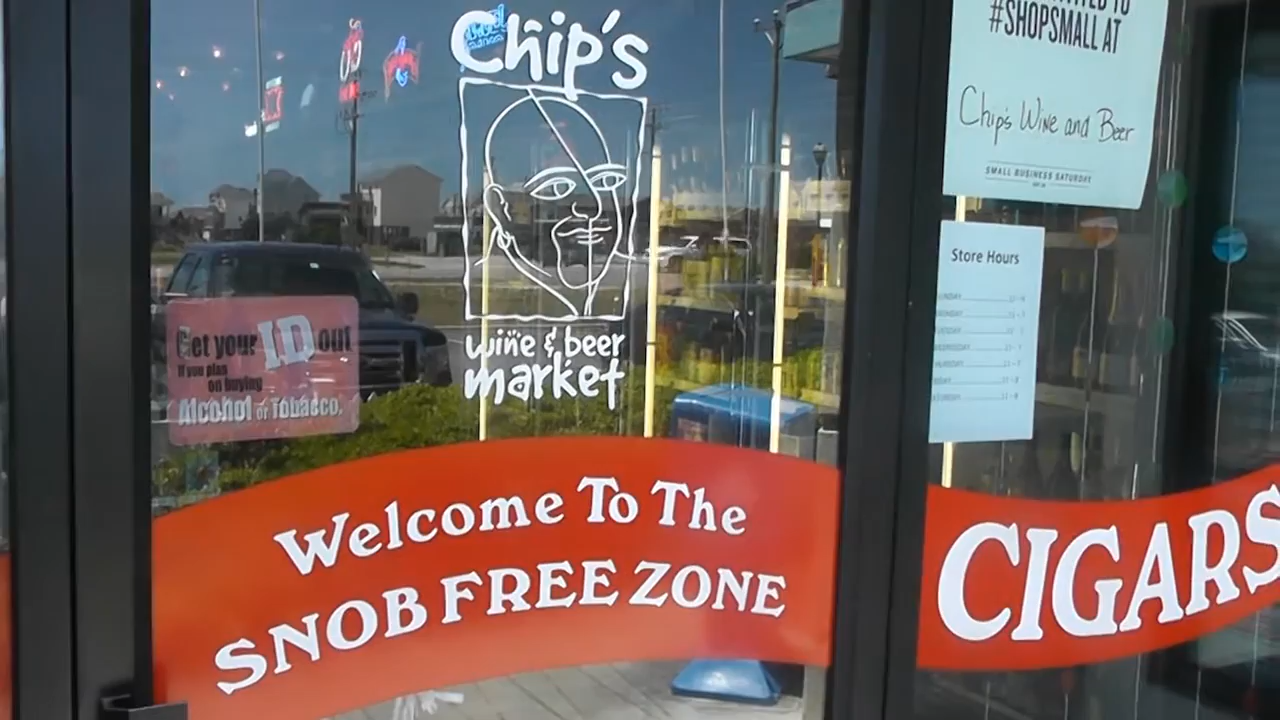 Chip's
wine & beer
market
Get your ID out
If you plan
on buying
Alcohol or Tobacco.
Welcome To The
SNOB FREE ZONE
#SHOPSMALL AT
Chip's Wine and Beer
SMALL BUSINESS SATURDAY
Store Hours
CIGARS